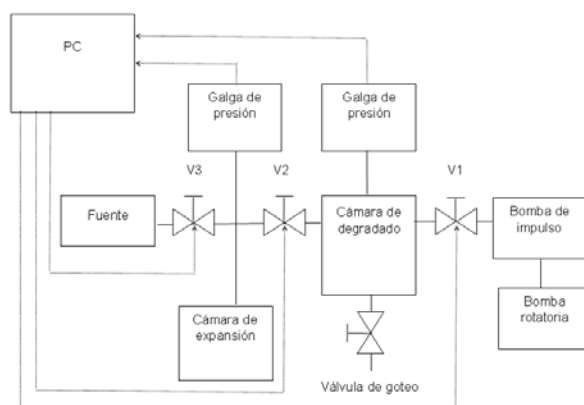 PC
Galga de
presión
Galga de
presión
V3
V2
V1
Fuente
Cámara de
degradado
Bomba de
impulso
Cámara de
expansión
Bomba
rotatoria
Válvula de goteo